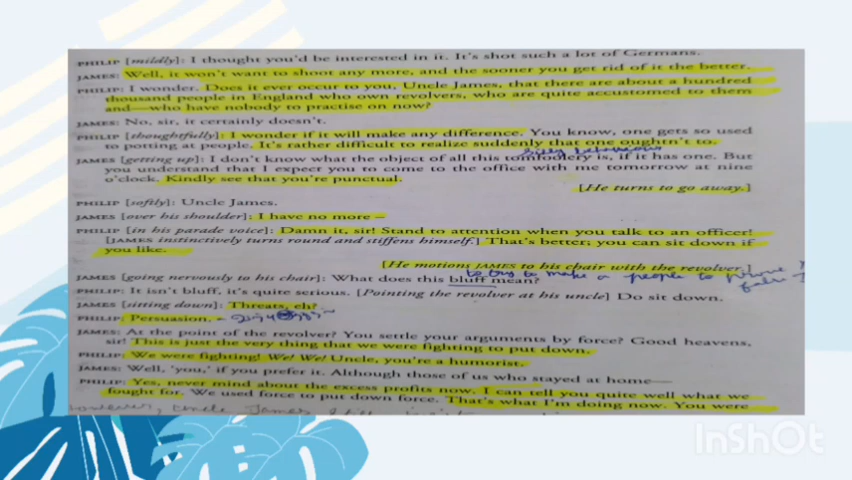 PHILIP [mildly]: I thought you'd be interested in it. It's shot such a lot of Germans.
JAMES: Well, it won't want to shoot any more, and the sooner you get rid of it the better.
PHILIP: I wonder. Does it ever occur to you, Uncle James, that there are about a hundred
thousand people in England who own revolvers, who are quite accustomed to them
and—who have nobody to practise on now?
JAMES: No, sir, it certainly doesn't.
PHILIP [thoughtfully]: I wonder if it will make any difference. You know, one gets so used
to potting at people. It's rather difficult to realize suddenly that one oughtn't to.
silly behaviour
JAMES [getting up]: I don't know what the object of all this tomfoolery is, if it has one. But
you understand that I expect you to come to the office with me tomorrow at nine
o'clock. Kindly see that you're punctual.
[He turns to go away.]
PHILIP [softly]: Uncle James.
JAMES [over his shoulder]: I have no more —
PHILIP [in his parade voice]: Damn it, sir! Stand to attention when you talk to an officer!
[JAMES instinctively turns round and stiffens himself.] That's better; you can sit down if
you like.
[He motions JAMES to his chair with the revolver.]
to try to make a people to prove
JAMES [going nervously to his chair]: What does this bluff mean?
PHILIP: It isn't bluff, it's quite serious. [Pointing the revolver at his uncle] Do sit down.
JAMES [sitting down]: Threats, eh?
PHILIP: Persuasion.
JAMES: At the point of the revolver? You settle your arguments by force? Good heavens,
sir! This is just the very thing that we were fighting to put down.
PHILIP: We were fighting! We! We! Uncle, you're a humorist.
JAMES: Well, 'you,' if you prefer it. Although those of us who stayed at home—
PHILIP: Yes, never mind about the excess profits now. I can tell you quite well what we
fought for. We used force to put down force. That's what I'm doing now. You were
Uncle James
InShOt